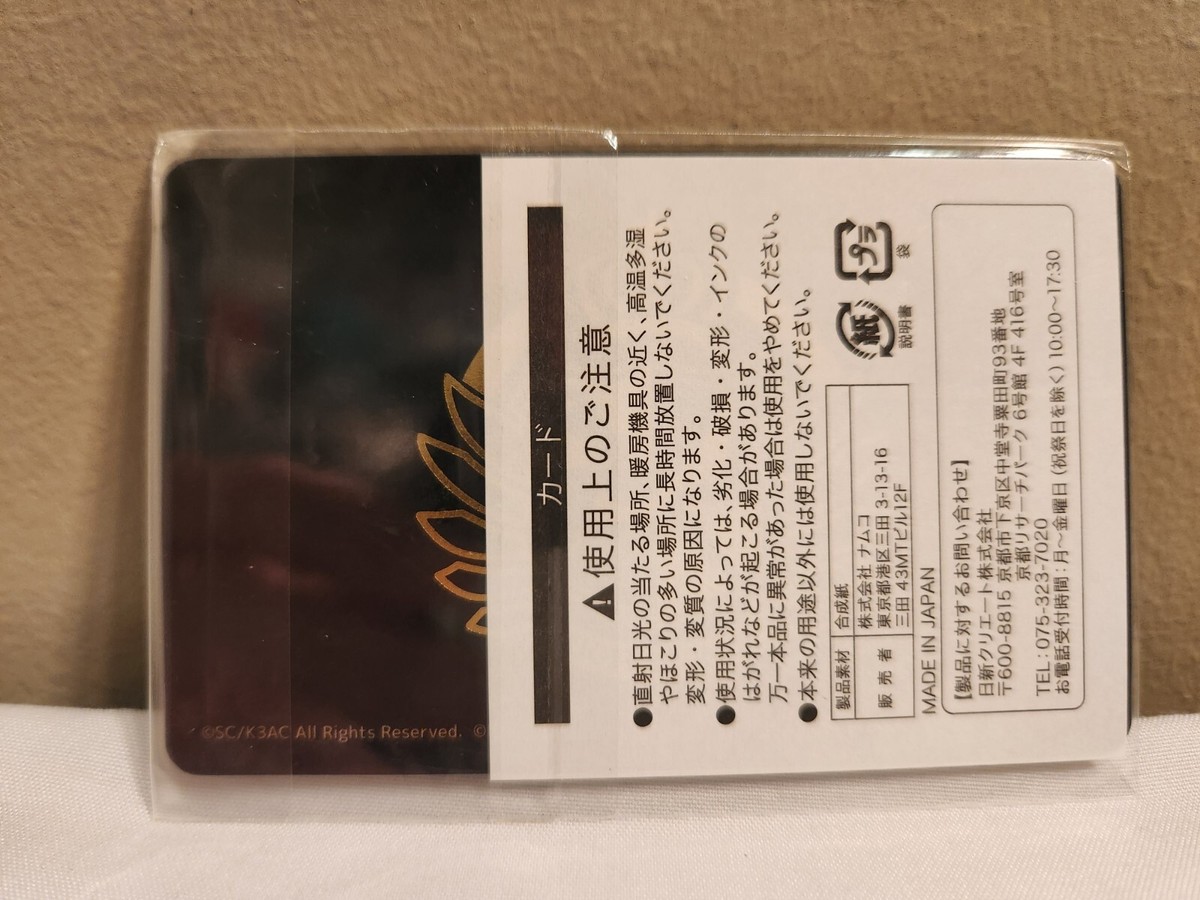 カード
⚠使用上のご注意
●直射日光の当たる場所、暖房機具の近く、高温多湿
やほこりの多い場所に長時間放置しないでください。
変形・変質の原因になります。
●使用状況によっては、劣化・破損・変形・インクの
はがれなどが起こる場合があります。
万一本品に異常があった場合は使用をやめてください。
●本来の用途以外には使用しないでください。
製品素材 合成紙
販売者 株式会社 ナムコ
東京都港区三田 3-13-16
三田 43MTビル12F
紙
説明書
プラ
袋
MADE IN JAPAN
【製品に対するお問い合わせ】
日新クリエート株式会社
〒600-8815 京都市下京区中堂寺粟田町93番地
京都リサーチパーク 6号館 4F 416号室
TEL：075-323-7020
お電話受付時間：月〜金曜日（祝祭日を除く）10:00〜17:30
©SC/K3AC All Rights Reserved. ©